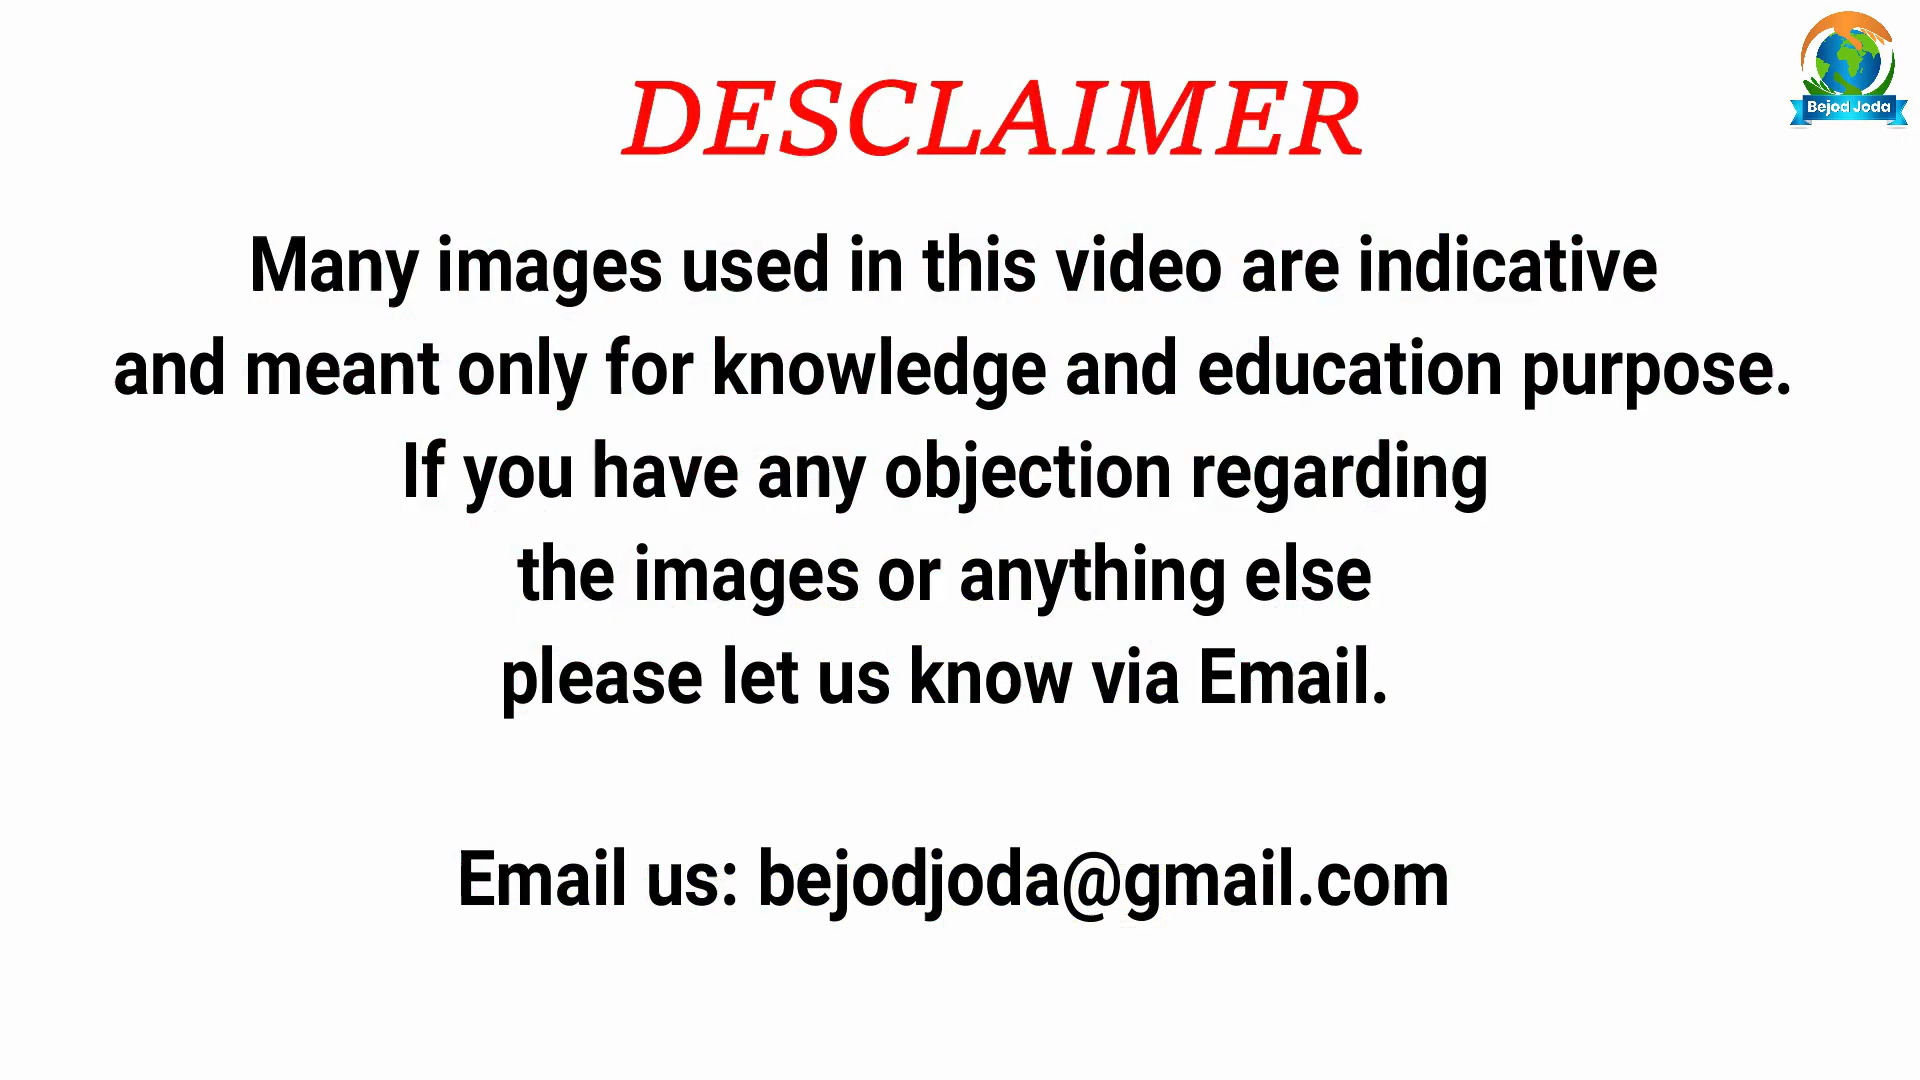 DESCLAIMER
Bejod Joda
Many images used in this video are indicative
and meant only for knowledge and education purpose.
If you have any objection regarding
the images or anything else
please let us know via Email.
Email us: bejodjoda@gmail.com